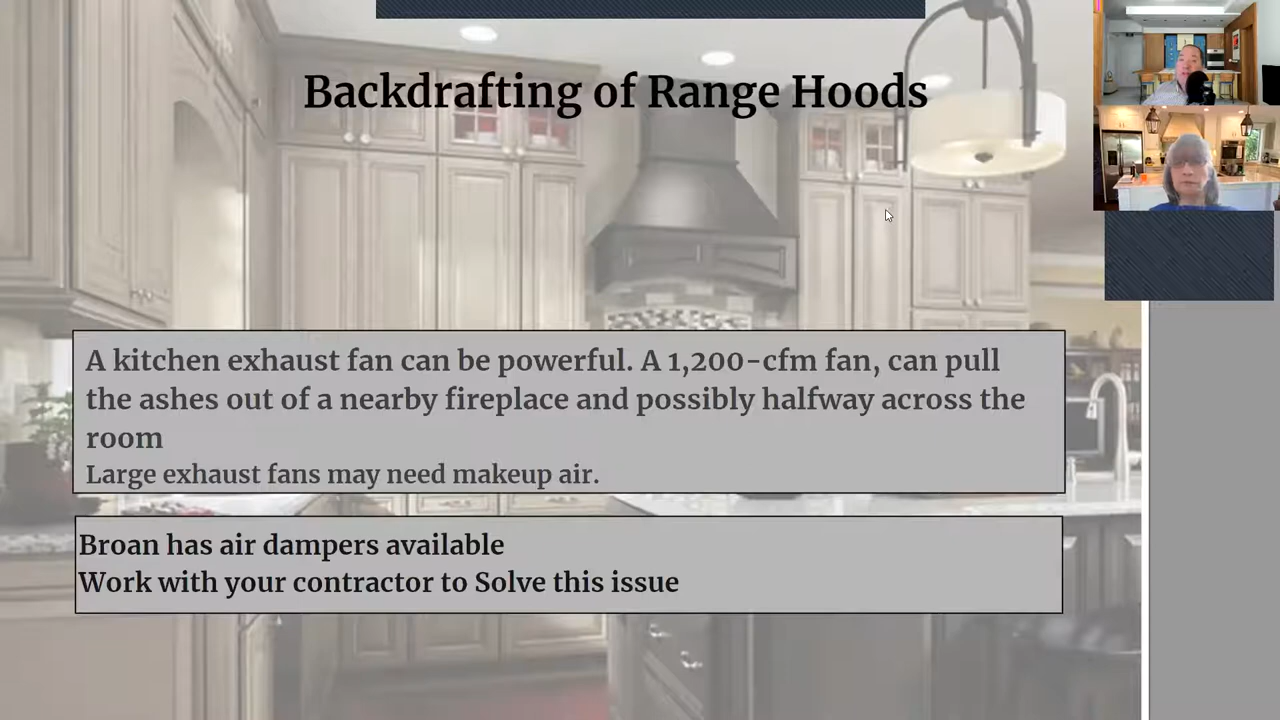 Backdrafting of Range Hoods
A kitchen exhaust fan can be powerful. A 1,200-cfm fan, can pull
the ashes out of a nearby fireplace and possibly halfway across the
room
Large exhaust fans may need makeup air.
Broan has air dampers available
Work with your contractor to Solve this issue